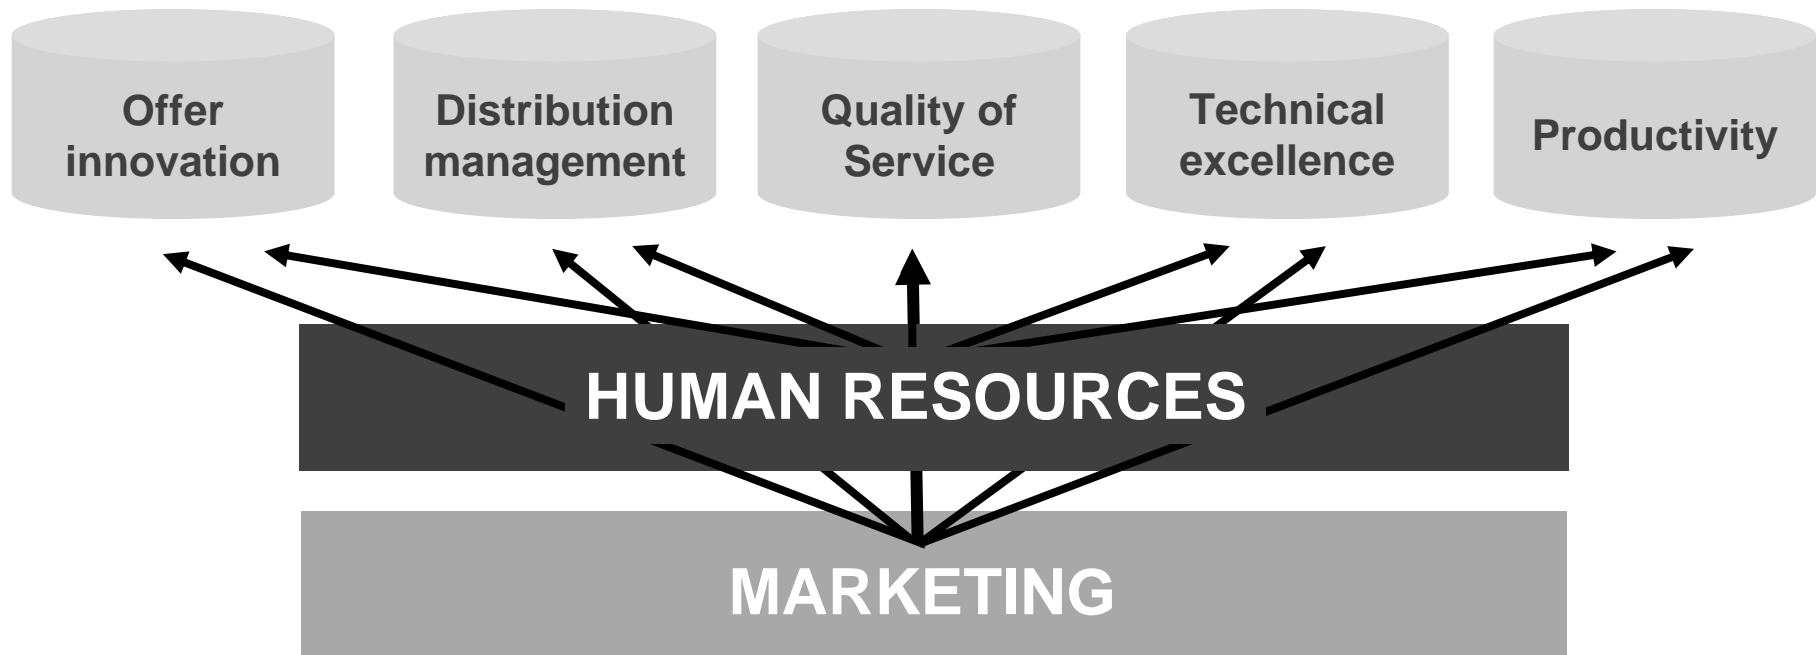 Offer
innovation
Distribution
management
Quality of
Service
Technical
excellence
Productivity
HUMAN RESOURCES
MARKETING